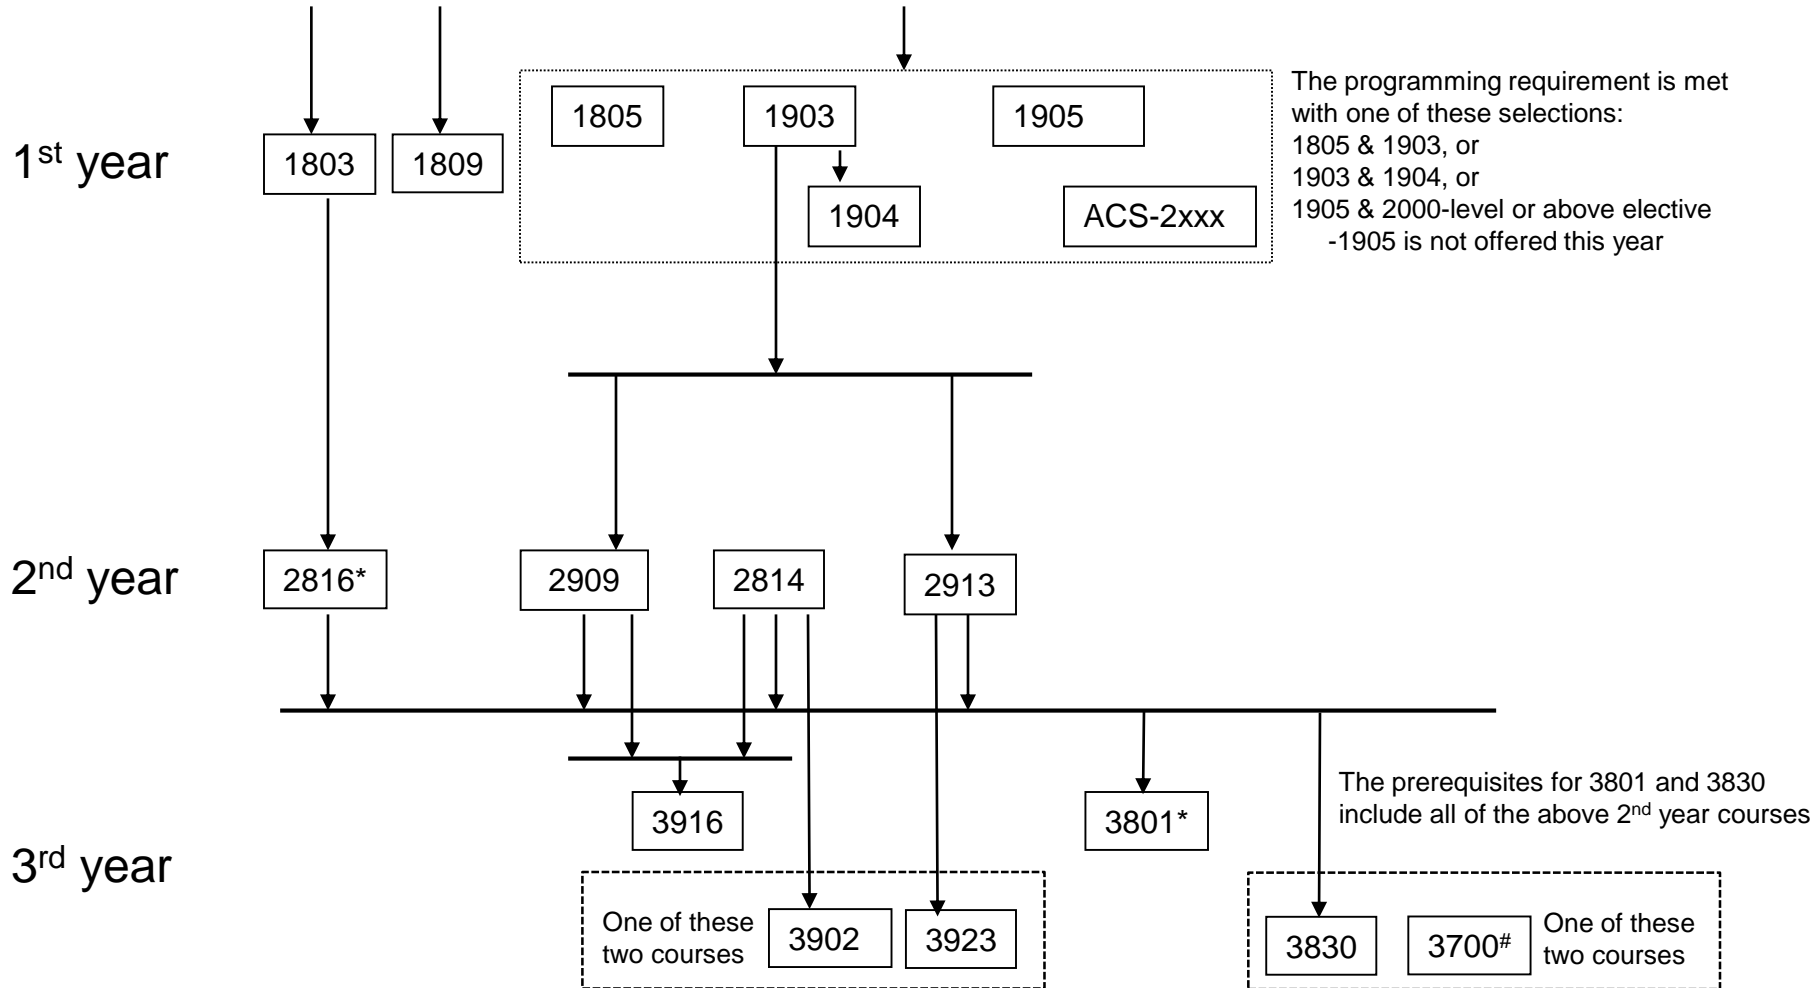 The programming requirement is met
with one of these selections:
1805 & 1903, or
1903 & 1904, or
1905 & 2000-level or above elective
-1905 is not offered this year
1805
1903
1905
1st year
1803
1809
1904
ACS-2xxx
2nd year
2816*
2909
2814
2913
The prerequisites for 3801 and 3830
include all of the above 2nd year courses
3916
3801*
3rd year
One of these
two courses
3902
3923
3830
3700#
One of these
two courses